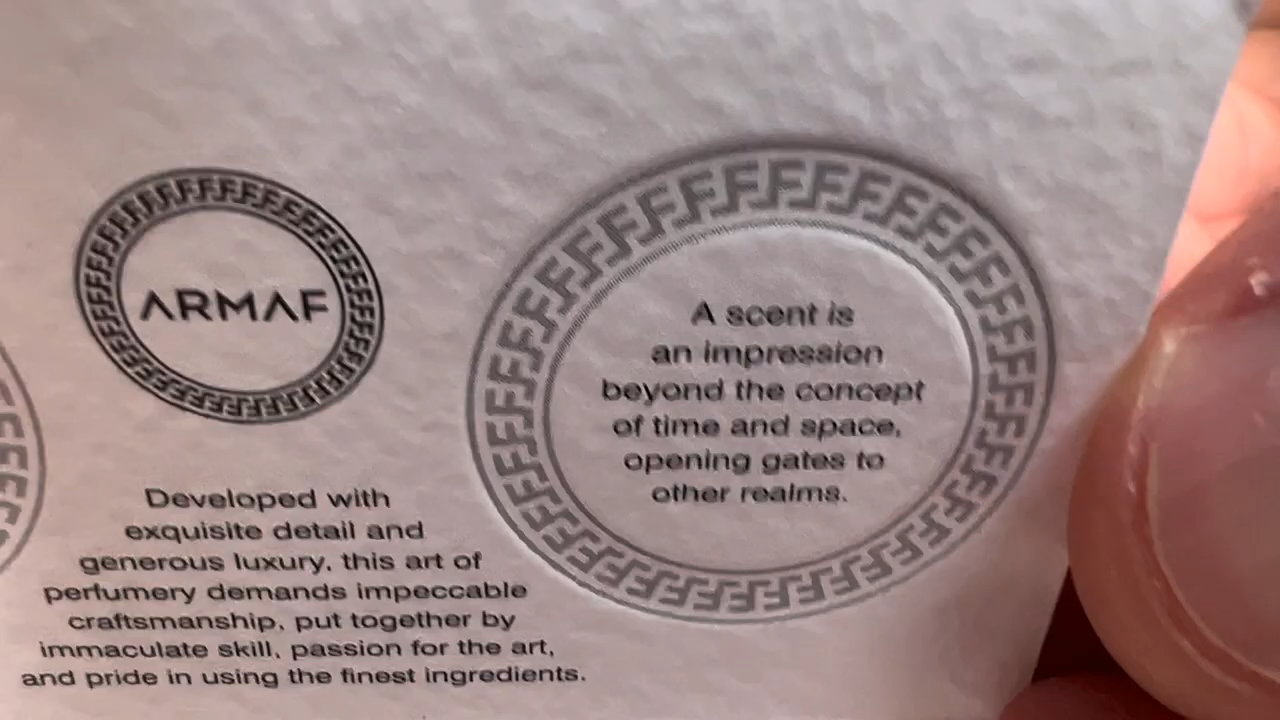 ARMAF
Developed with
exquisite detail and
generous luxury, this art of
perfumery demands impeccable
craftsmanship, put together by
immaculate skill, passion for the art,
and pride in using the finest ingredients.
A scent is
an impression
beyond the concept
of time and space,
opening gates to
other realms.